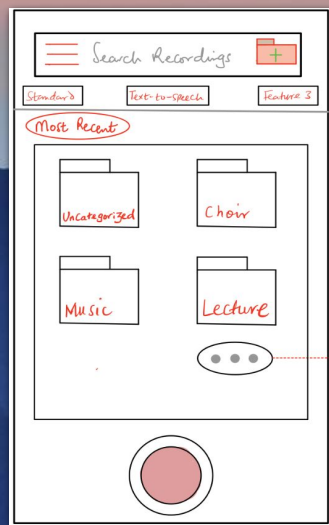 Search Recordings
Standard Text-to-speech Feature 3
Most Recent
Uncategorized Choir
Music Lecture